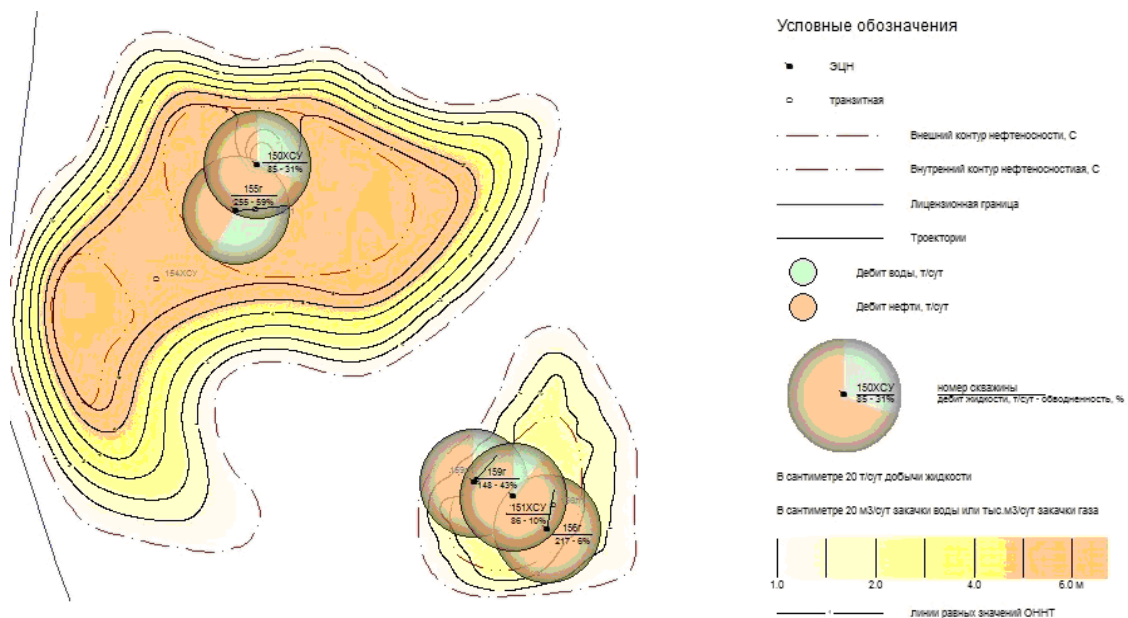 150ХСУ
85 - 31%
155г
255 - 59%
154ХСУ
159г
148 - 43%
151ХСУ
86 - 10%
156г
217 - 6%
Условные обозначения
ЭЦН
транзитная
Внешний контур нефтеносности, С
Внутренний контур нефтеносностиая, С
Лицензионная граница
Троектории
Дебит воды, т/сут
Дебит нефти, т/сут
150ХСУ
85 - 31%
номер скважины
дебит жидкости, т/сут - обводненность, %
В сантиметре 20 т/сут добычи жидкости
В сантиметре 20 м3/сут закачки воды или тыс.м3/сут закачки газа
1.0 2.0 4.0 6.0 м
линии равных значений ОННТ